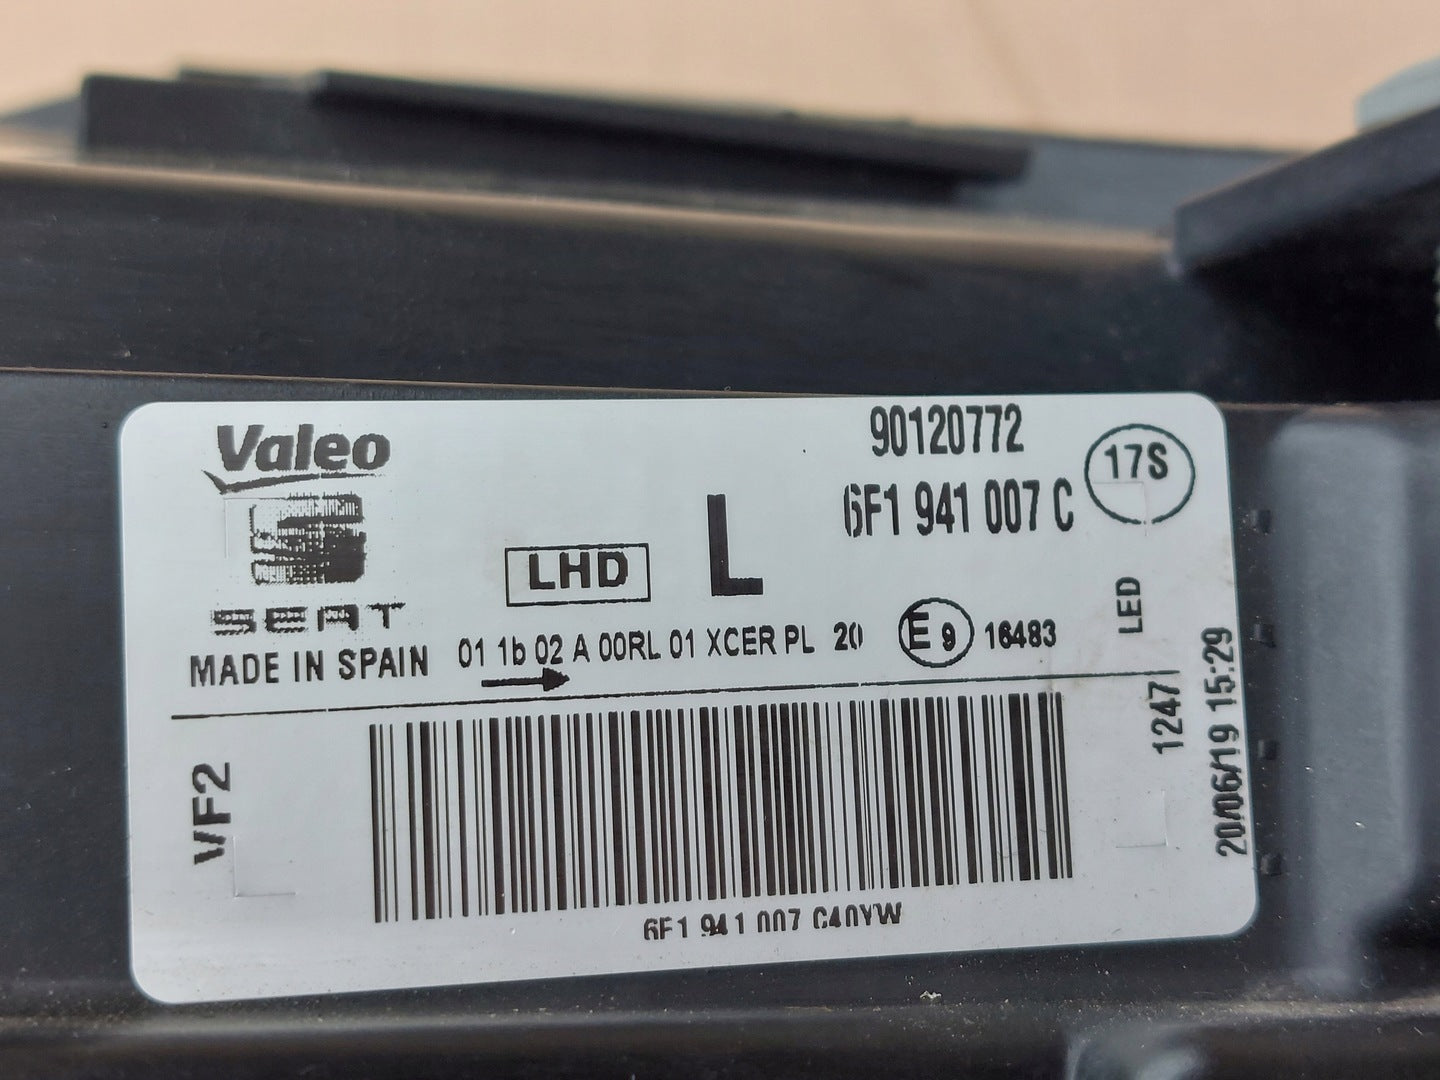 Valeo
SEAT
MADE IN SPAIN
LHD
L
90120772
6F1 941 007 C
17S
01 1b 02 A 00RL 01 XCER PL 20
E9 16483
LED
1247
20/06/19 15:29
VF2
6F1 941 007 C40YW